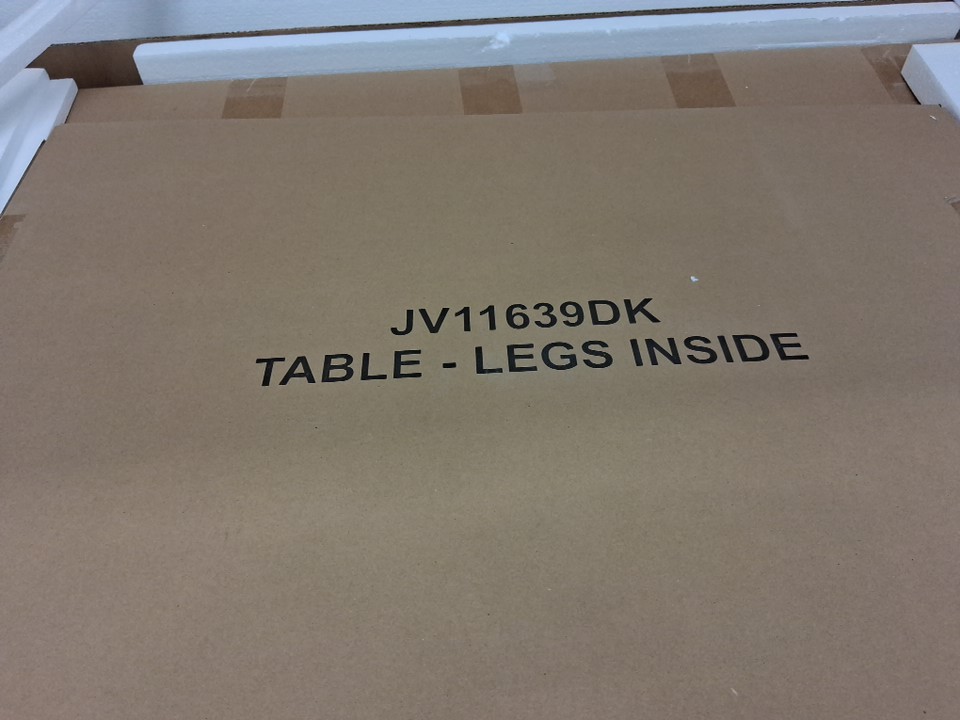 JV11639DK
TABLE - LEGS INSIDE